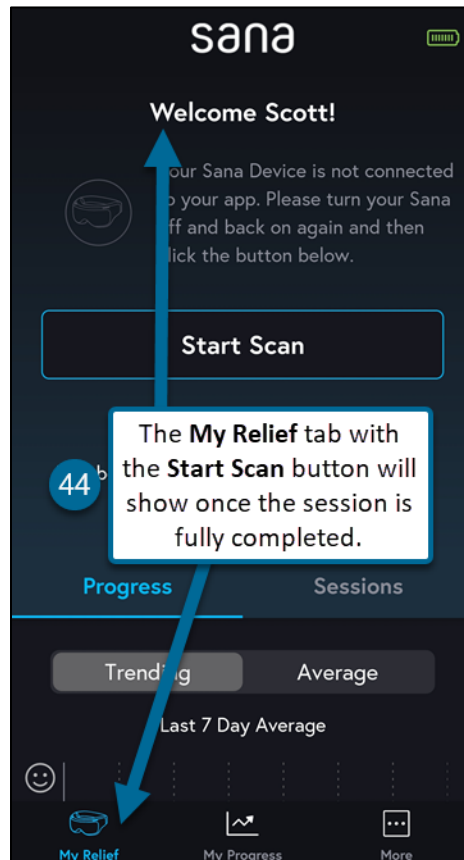 sana
Welcome Scott!
our Sana Device is not connected
o your app. Please turn your Sana
ff and back on again and then
lick the button below.
Start Scan
The My Relief tab with
the Start Scan button will
show once the session is
fully completed.
44
Progress Sessions
Trending Average
Last 7 Day Average
My Relief My Progress More